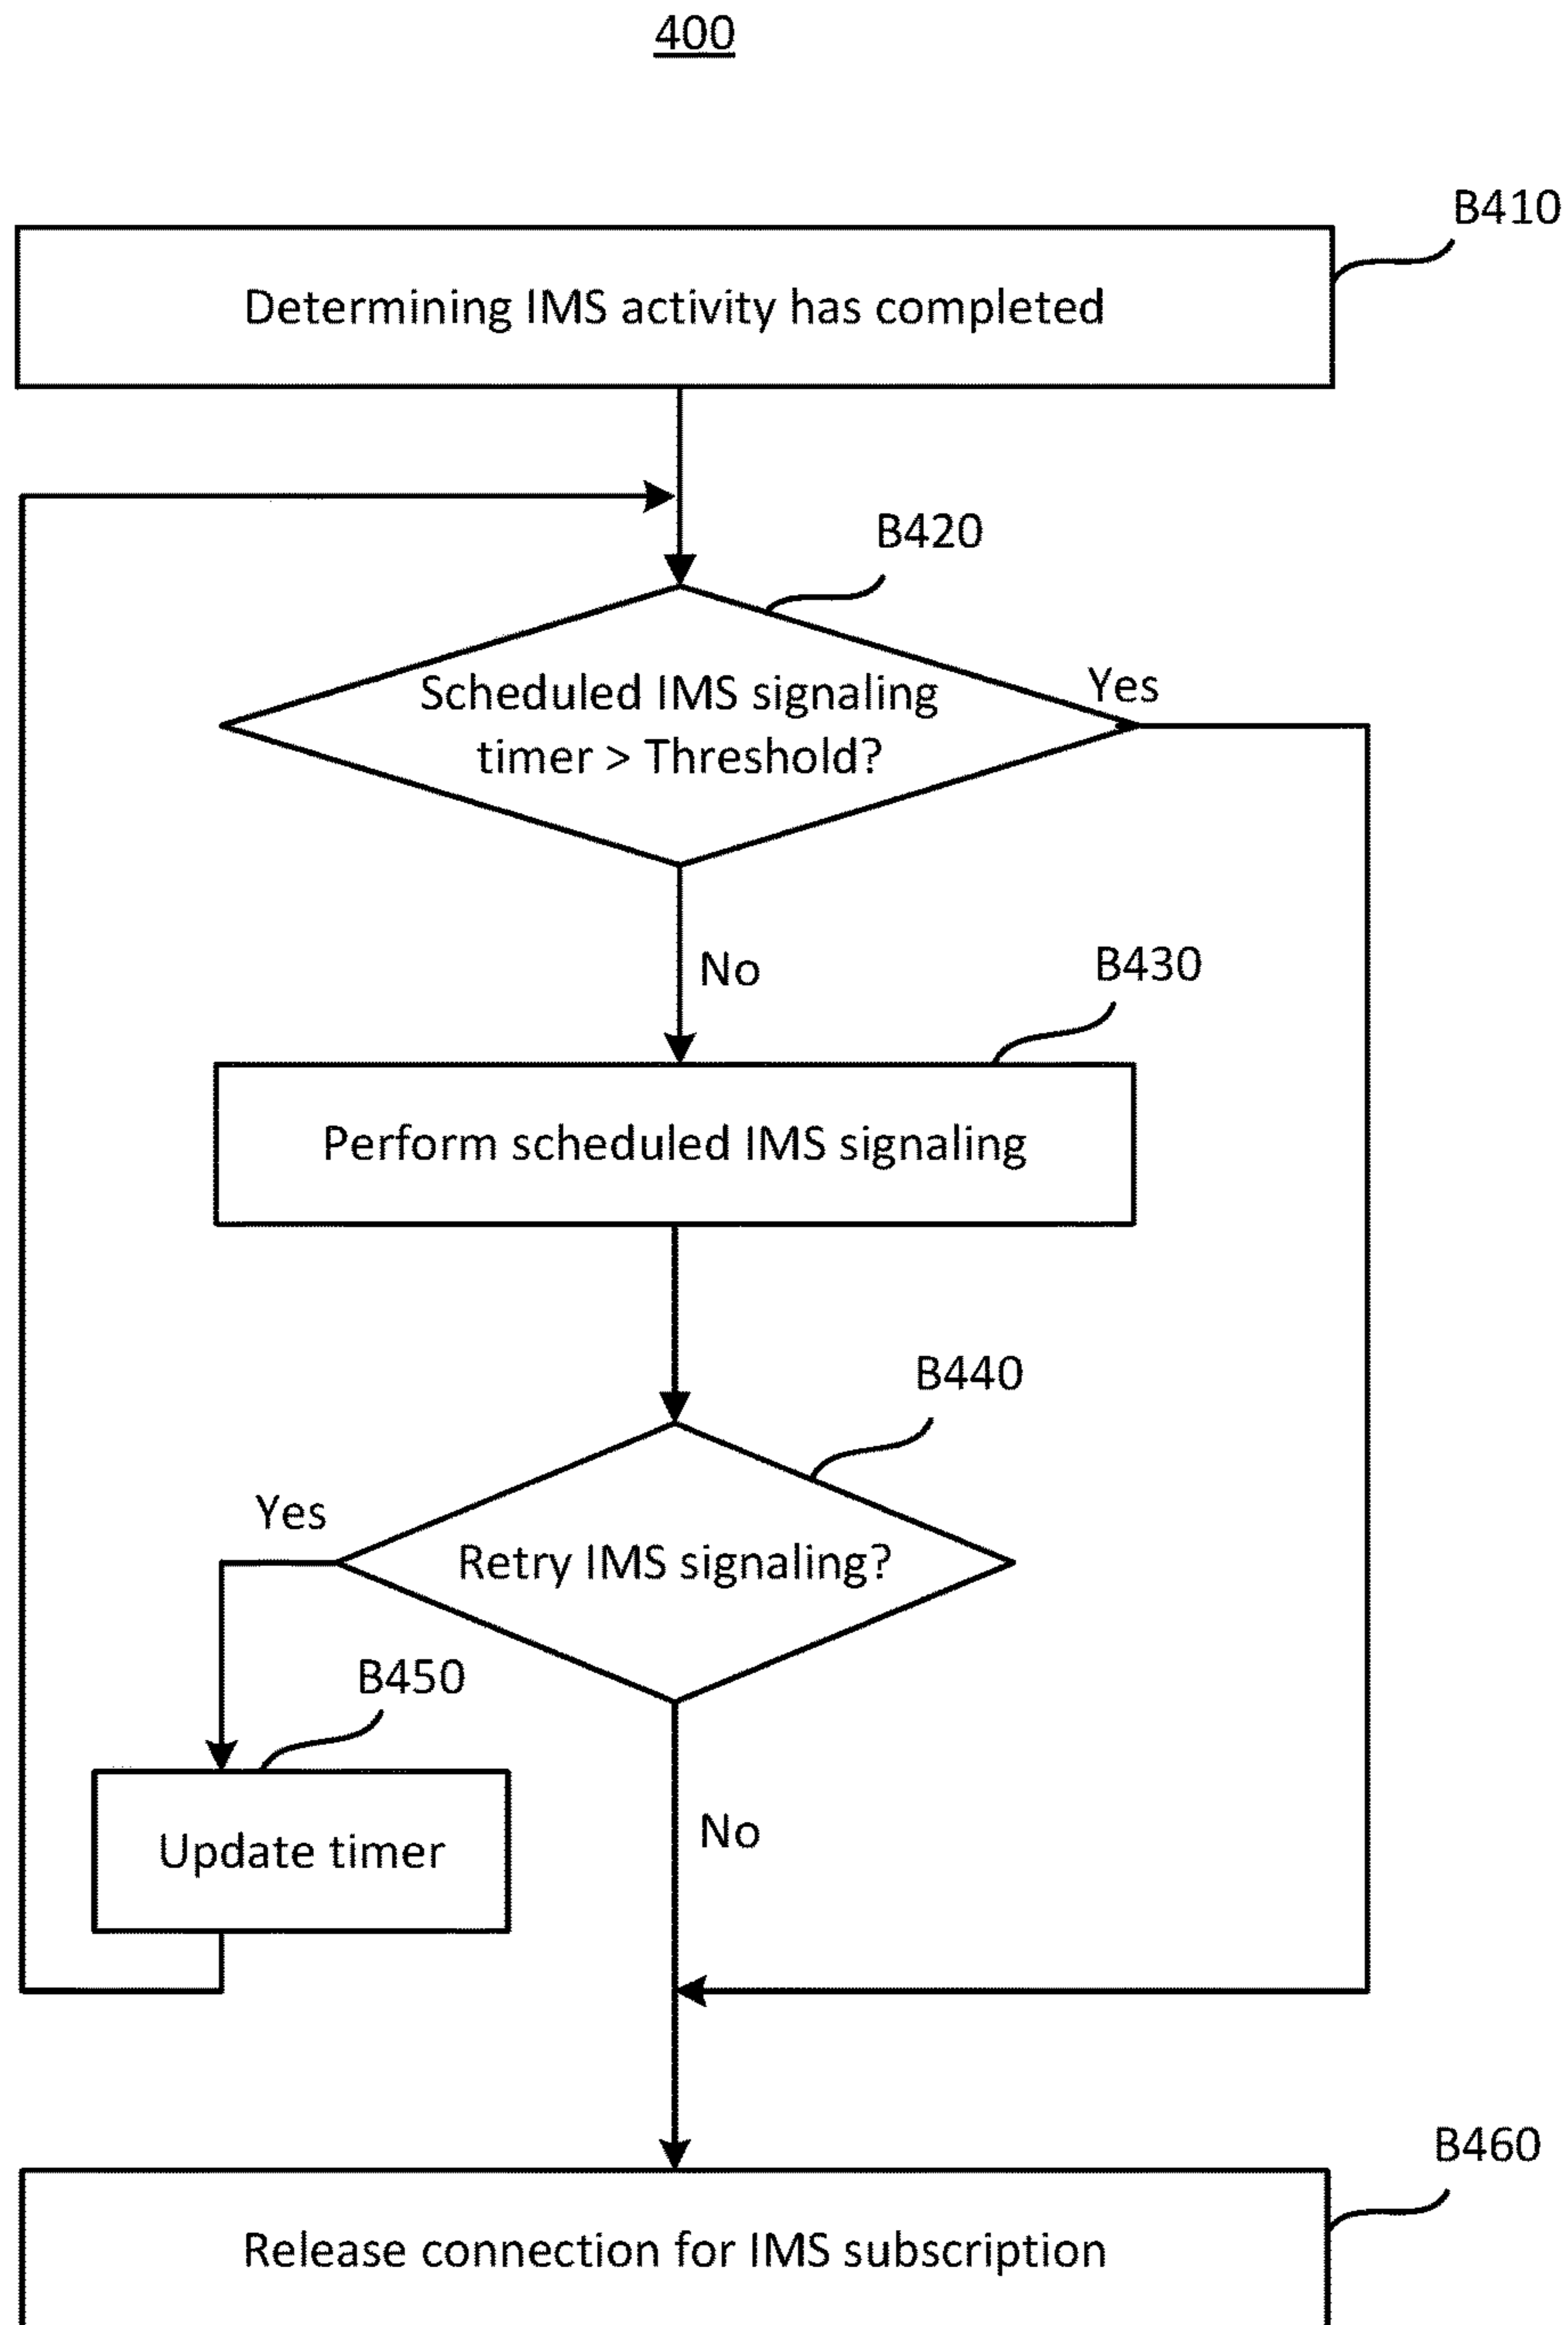 400
B410
Determining IMS activity has completed
B420
Scheduled IMS signaling
timer > Threshold?
Yes
No
B430
Perform scheduled IMS signaling
B440
Yes
Retry IMS signaling?
B450
Update timer
No
B460
Release connection for IMS subscription